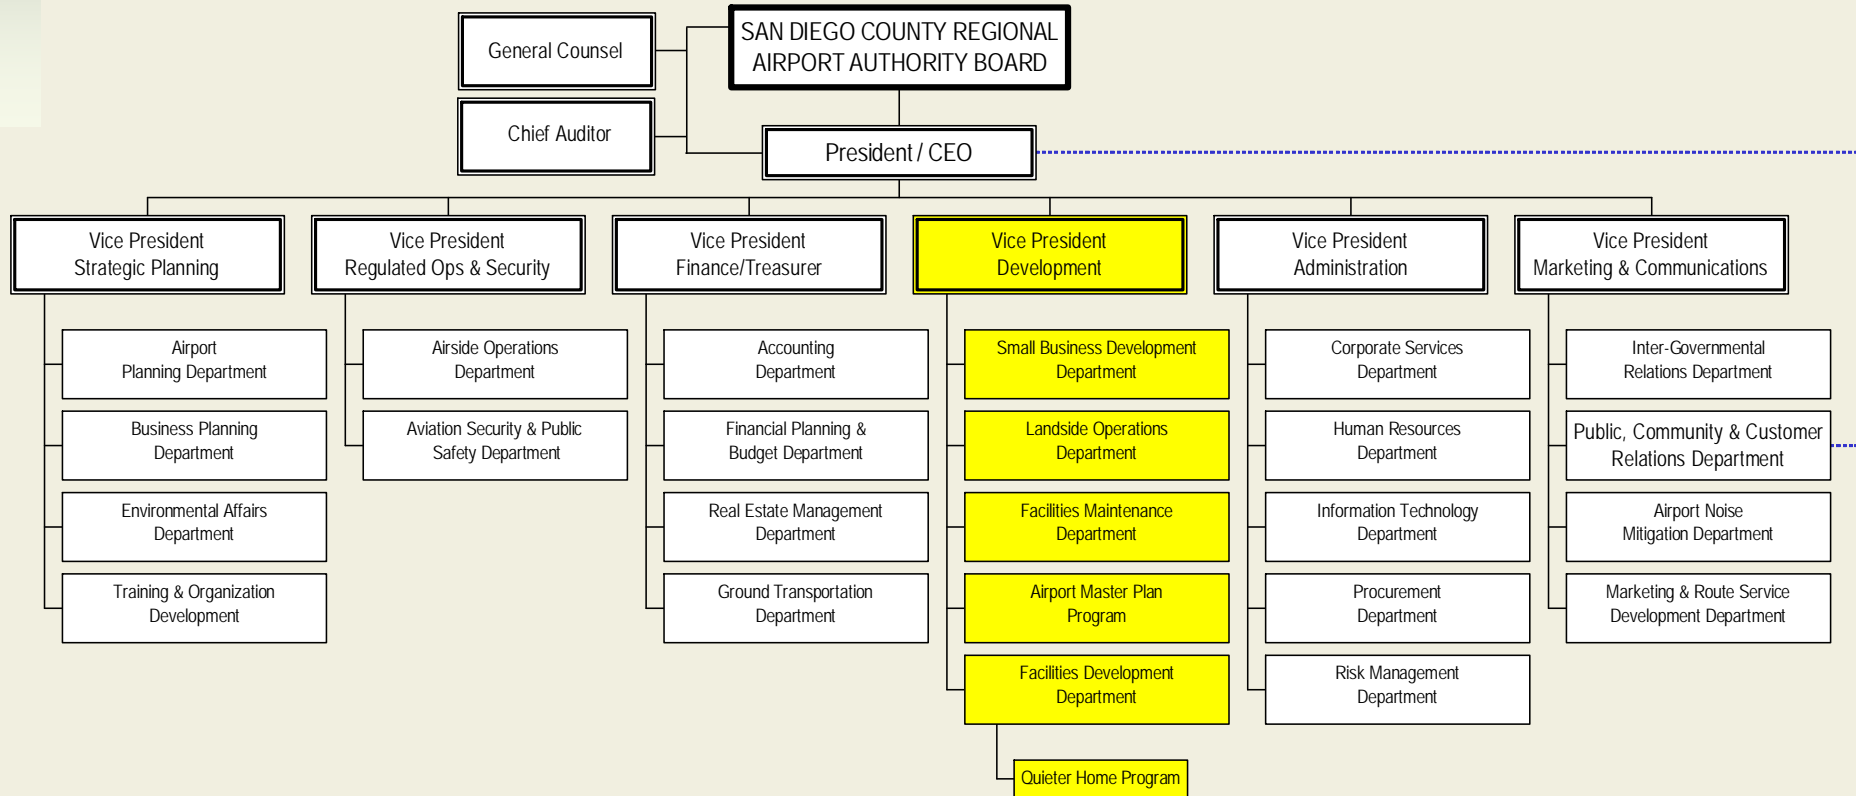 SAN DIEGO COUNTY REGIONAL
AIRPORT AUTHORITY BOARD
General Counsel
Chief Auditor
President / CEO
Vice President
Strategic Planning
Airport
Planning Department
Business Planning
Department
Environmental Affairs
Department
Training & Organization
Development
Vice President
Regulated Ops & Security
Airside Operations
Department
Aviation Security & Public
Safety Department
Vice President
Finance/Treasurer
Accounting
Department
Financial Planning &
Budget Department
Real Estate Management
Department
Ground Transportation
Department
Vice President
Development
Small Business Development
Department
Landside Operations
Department
Facilities Maintenance
Department
Airport Master Plan
Program
Facilities Development
Department
Quieter Home Program
Vice President
Administration
Corporate Services
Department
Human Resources
Department
Information Technology
Department
Procurement
Department
Risk Management
Department
Vice President
Marketing & Communications
Inter-Governmental
Relations Department
Public, Community & Customer
Relations Department
Airport Noise
Mitigation Department
Marketing & Route Service
Development Department